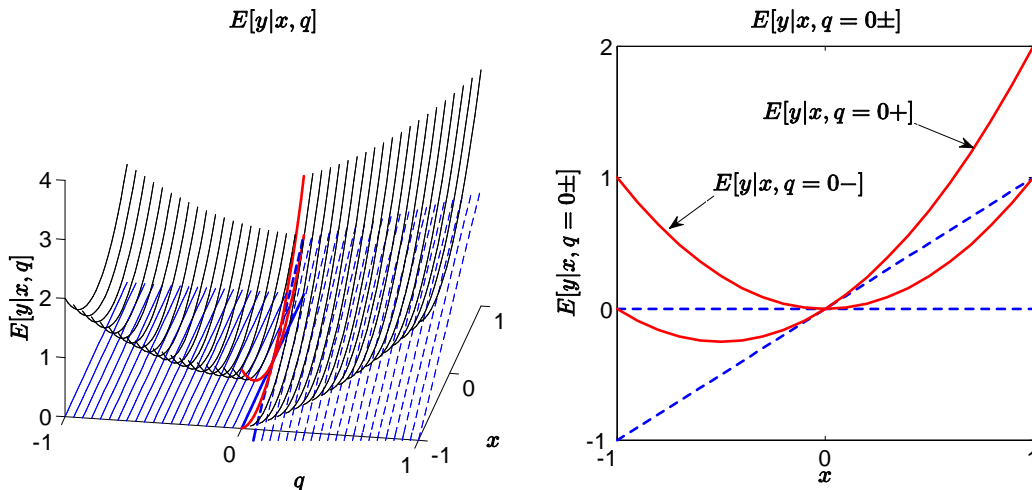 E[y|x, q]
E[y|x, q]
4
3
2
1
0
-1
0
1
q
-1
0
1
x
E[y|x, q = 0±]
E[y|x, q = 0±]
2
1
0
-1
E[y|x, q = 0+]
E[y|x, q = 0−]
-1
0
1
x